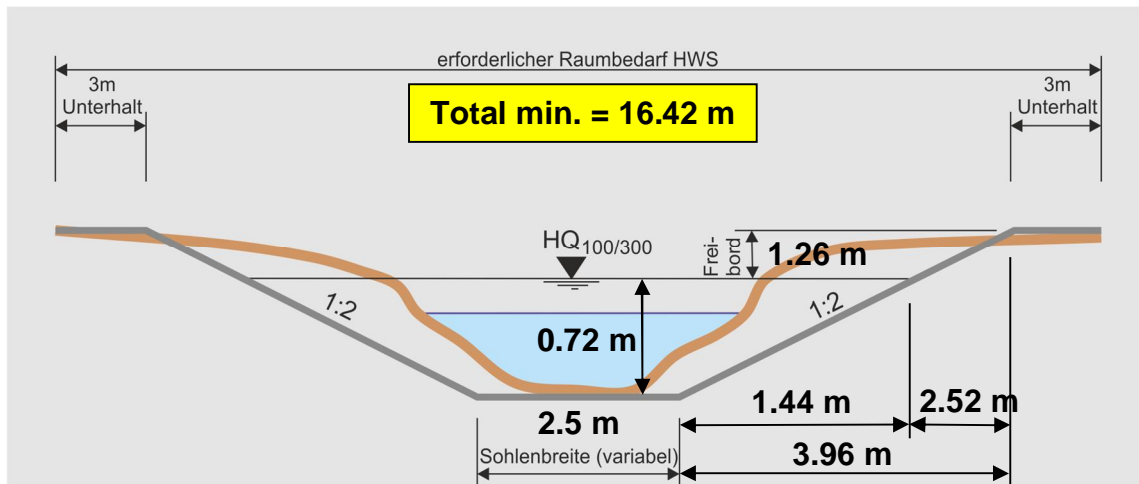 erforderlicher Raumbedarf HWS
3m
Unterhalt
Total min. = 16.42 m
3m
Unterhalt
HQ100/300
Frei-
bord
1.26 m
1:2
1:2
0.72 m
2.5 m
1.44 m
2.52 m
Sohlenbreite (variabel)
3.96 m